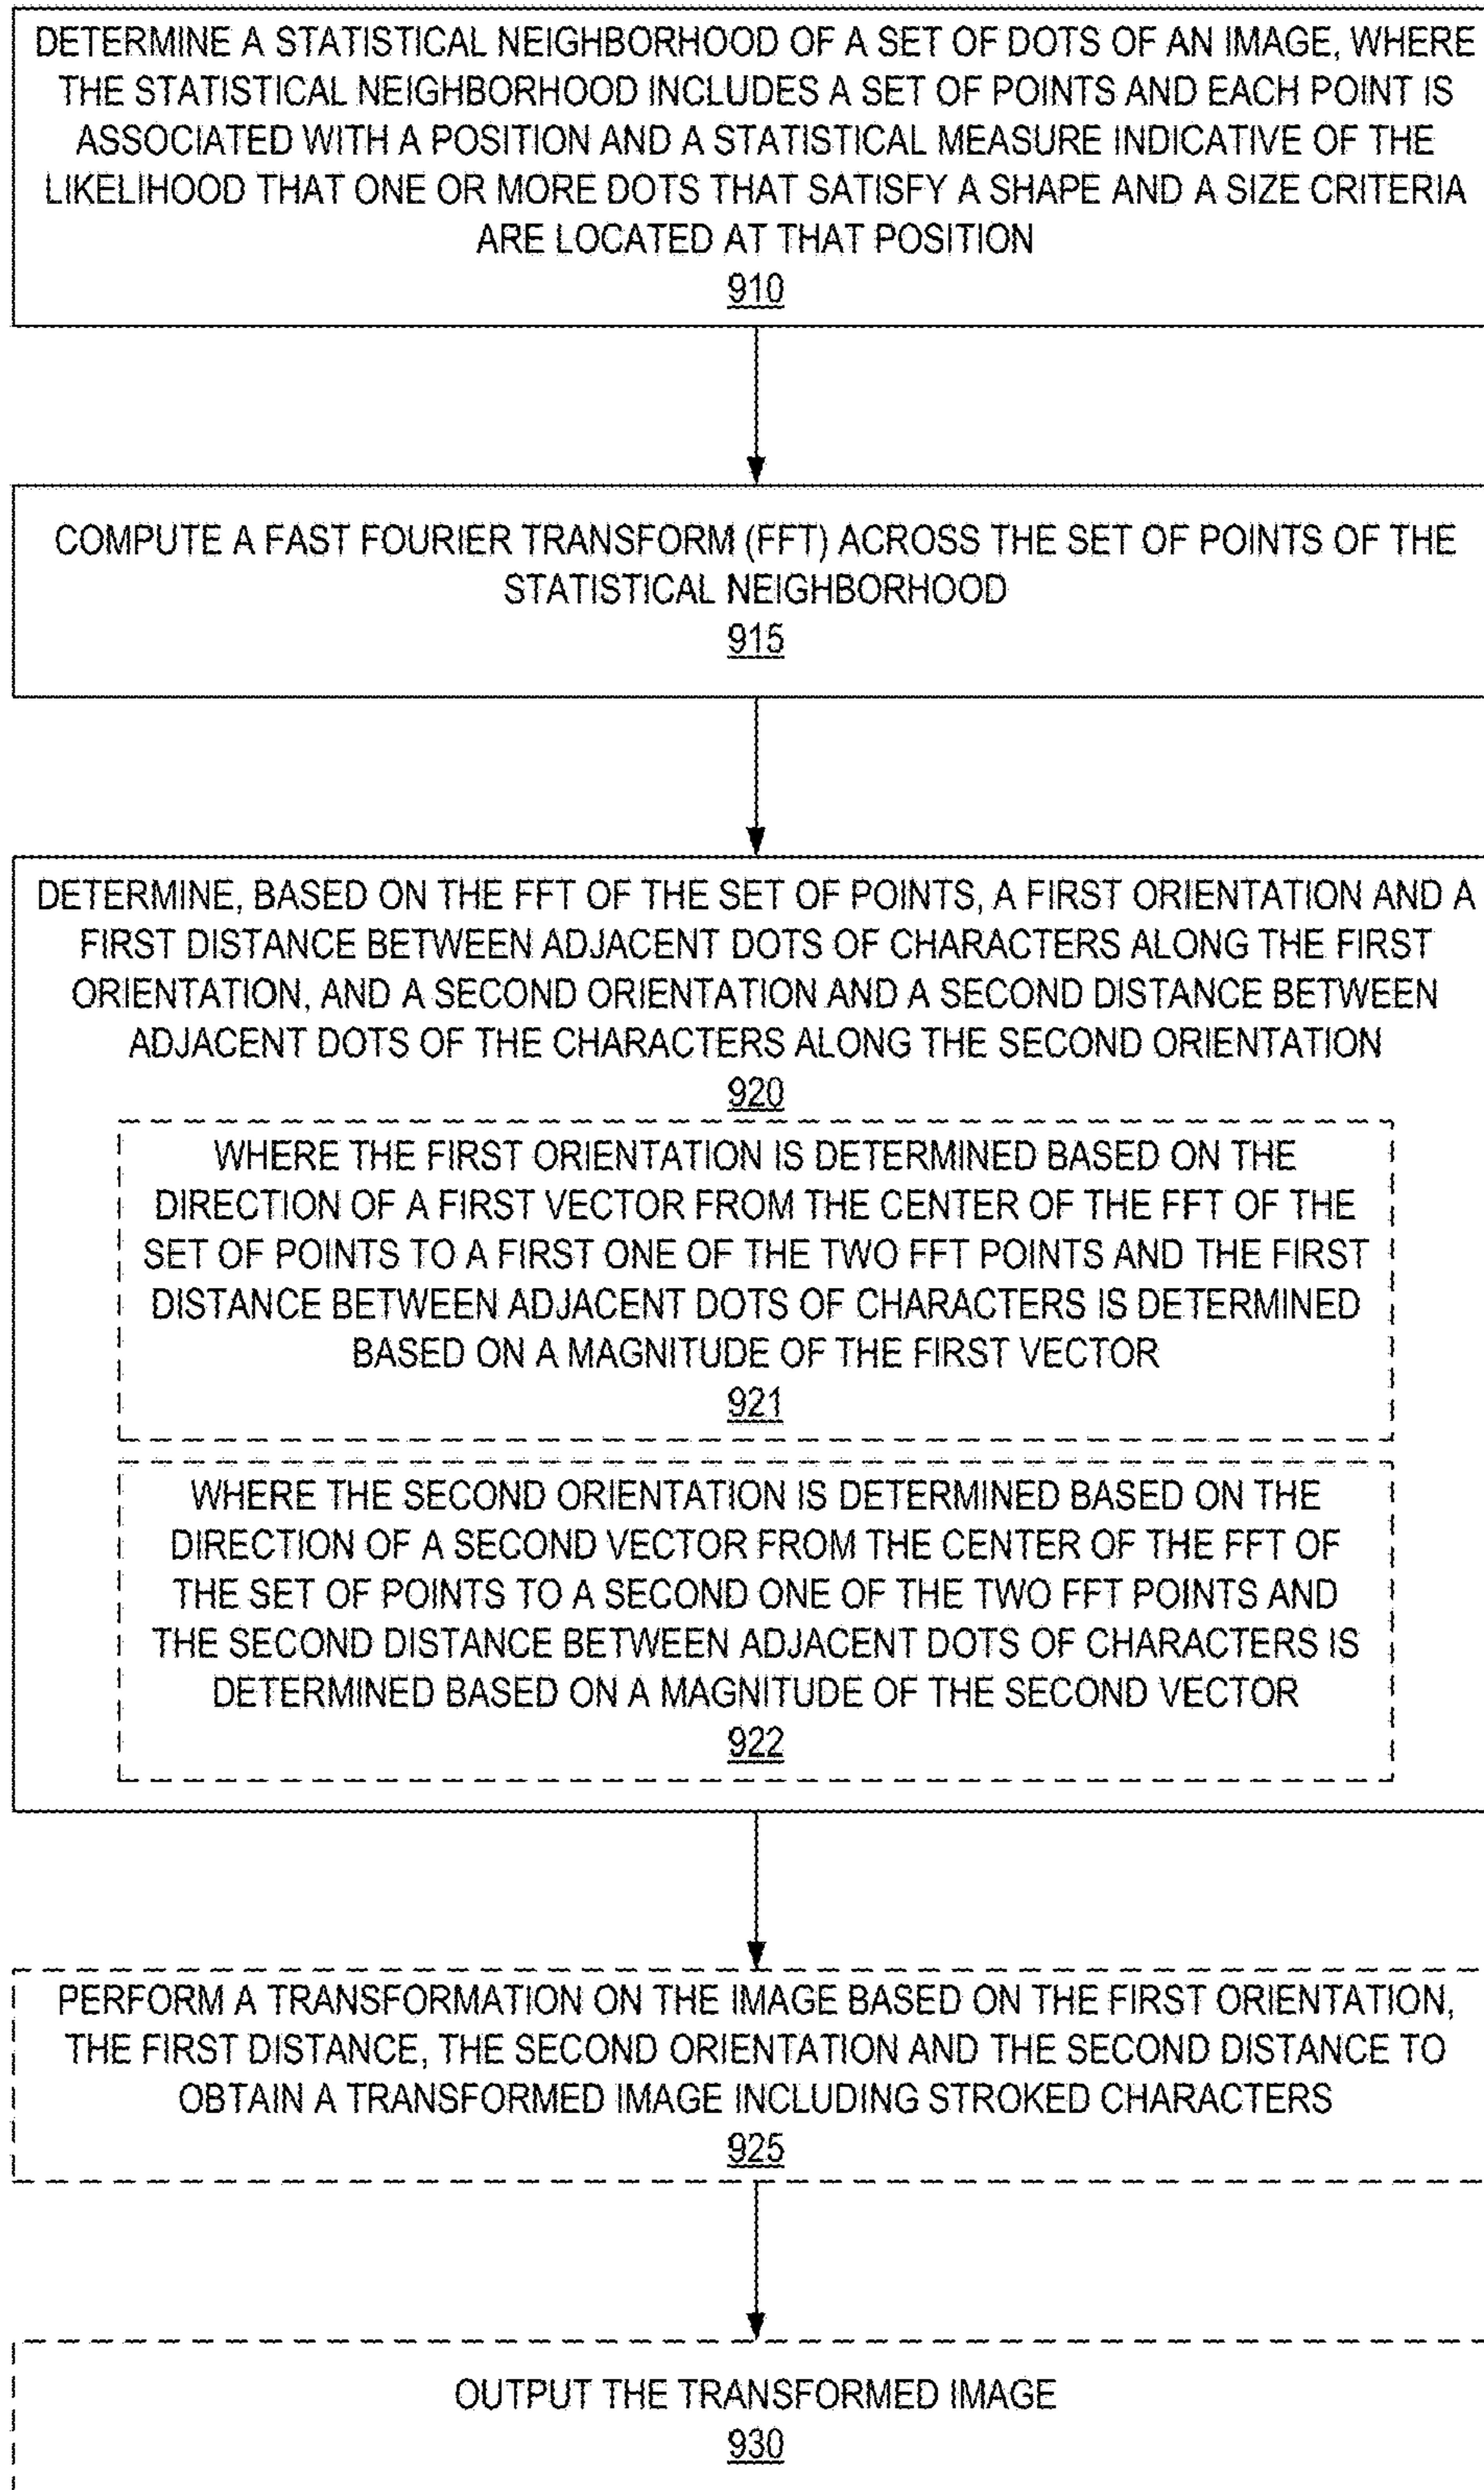 DETERMINE A STATISTICAL NEIGHBORHOOD OF A SET OF DOTS OF AN IMAGE, WHERE
THE STATISTICAL NEIGHBORHOOD INCLUDES A SET OF POINTS AND EACH POINT IS
ASSOCIATED WITH A POSITION AND A STATISTICAL MEASURE INDICATIVE OF THE
LIKELIHOOD THAT ONE OR MORE DOTS THAT SATISFY A SHAPE AND A SIZE CRITERIA
ARE LOCATED AT THAT POSITION
910
COMPUTE A FAST FOURIER TRANSFORM (FFT) ACROSS THE SET OF POINTS OF THE
STATISTICAL NEIGHBORHOOD
915
DETERMINE, BASED ON THE FFT OF THE SET OF POINTS, A FIRST ORIENTATION AND A
FIRST DISTANCE BETWEEN ADJACENT DOTS OF CHARACTERS ALONG THE FIRST
ORIENTATION, AND A SECOND ORIENTATION AND A SECOND DISTANCE BETWEEN
ADJACENT DOTS OF THE CHARACTERS ALONG THE SECOND ORIENTATION
920
WHERE THE FIRST ORIENTATION IS DETERMINED BASED ON THE
DIRECTION OF A FIRST VECTOR FROM THE CENTER OF THE FFT OF THE
SET OF POINTS TO A FIRST ONE OF THE TWO FFT POINTS AND THE FIRST
DISTANCE BETWEEN ADJACENT DOTS OF CHARACTERS IS DETERMINED
BASED ON A MAGNITUDE OF THE FIRST VECTOR
921
WHERE THE SECOND ORIENTATION IS DETERMINED BASED ON THE
DIRECTION OF A SECOND VECTOR FROM THE CENTER OF THE FFT OF
THE SET OF POINTS TO A SECOND ONE OF THE TWO FFT POINTS AND
THE SECOND DISTANCE BETWEEN ADJACENT DOTS OF CHARACTERS IS
DETERMINED BASED ON A MAGNITUDE OF THE SECOND VECTOR
922
PERFORM A TRANSFORMATION ON THE IMAGE BASED ON THE FIRST ORIENTATION,
THE FIRST DISTANCE, THE SECOND ORIENTATION AND THE SECOND DISTANCE TO
OBTAIN A TRANSFORMED IMAGE INCLUDING STROKED CHARACTERS
925
OUTPUT THE TRANSFORMED IMAGE
930